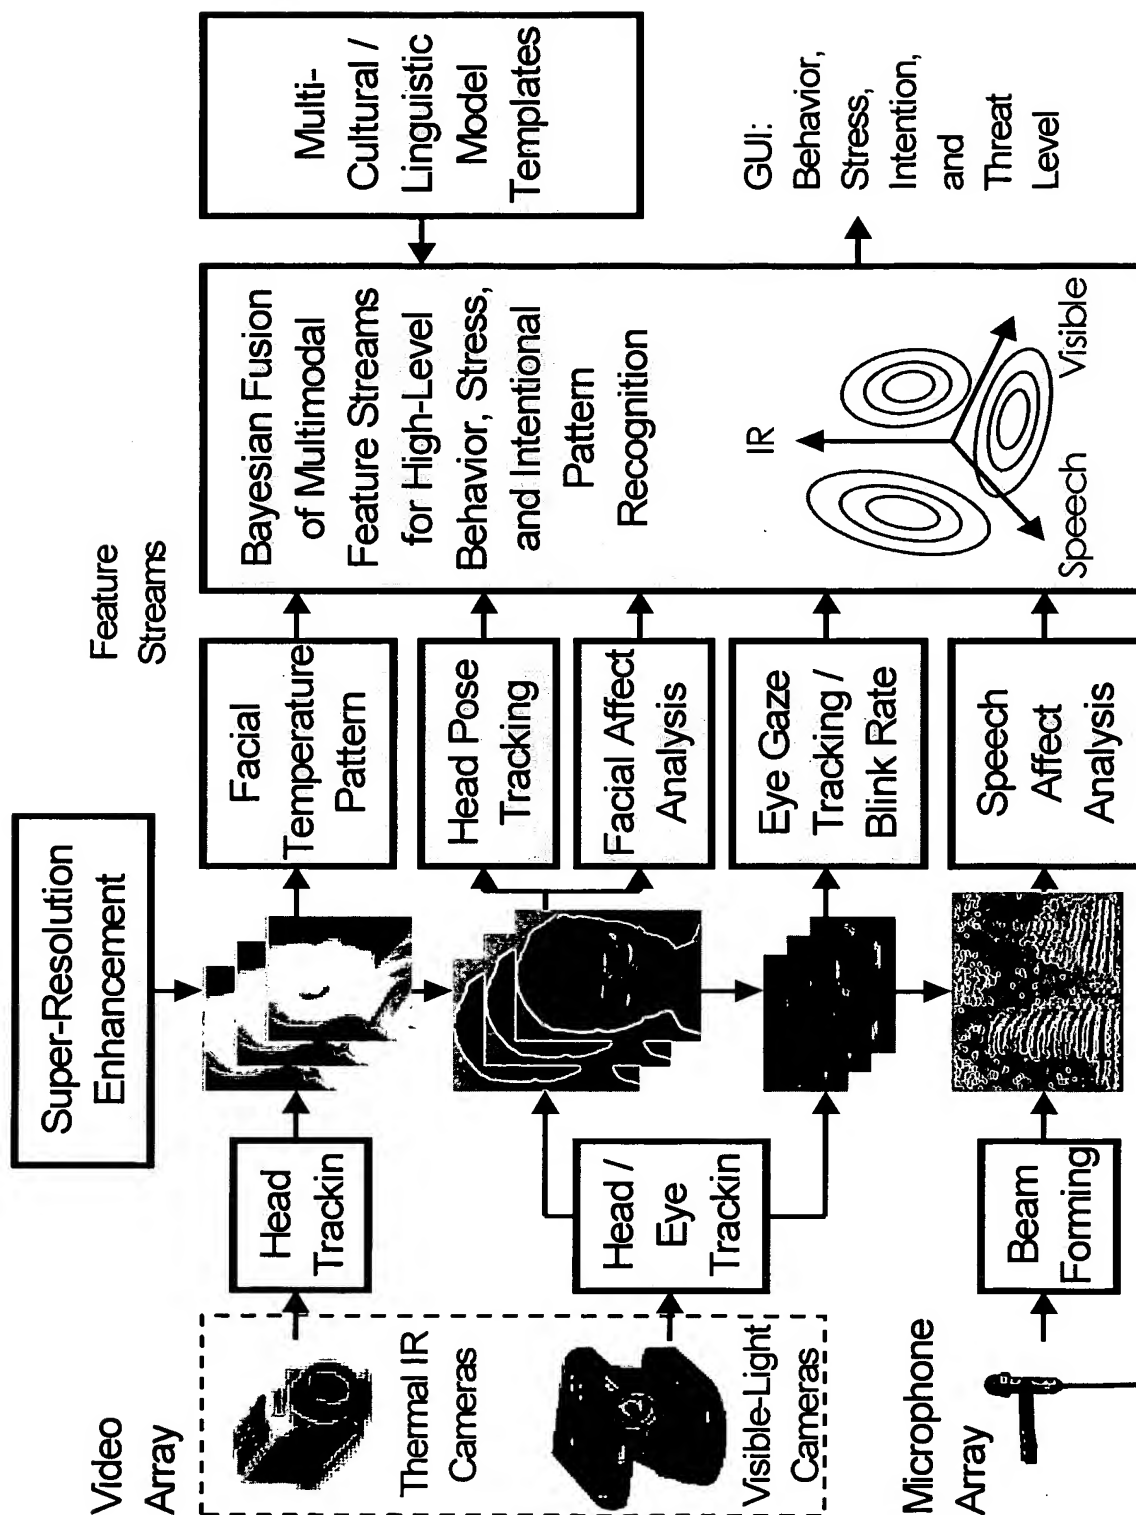 Video
Array
Thermal IR
Cameras
Visible-Light
Cameras
Microphone
Array
Head
Trackin
Head /
Eye
Trackin
Beam
Forming
Super-Resolution
Enhancement
Feature
Streams
Facial
Temperature
Pattern
Head Pose
Tracking
Facial Affect
Analysis
Eye Gaze
Tracking /
Blink Rate
Speech
Affect
Analysis
Bayesian Fusion
of Multimodal
Feature Streams
for High-Level
Behavior, Stress,
and Intentional
Pattern
Recognition
IR
Speech
Visible
Multi-
Cultural /
Linguistic
Model
Templates
GUI:
Behavior,
Stress,
Intention,
and
Threat
Level